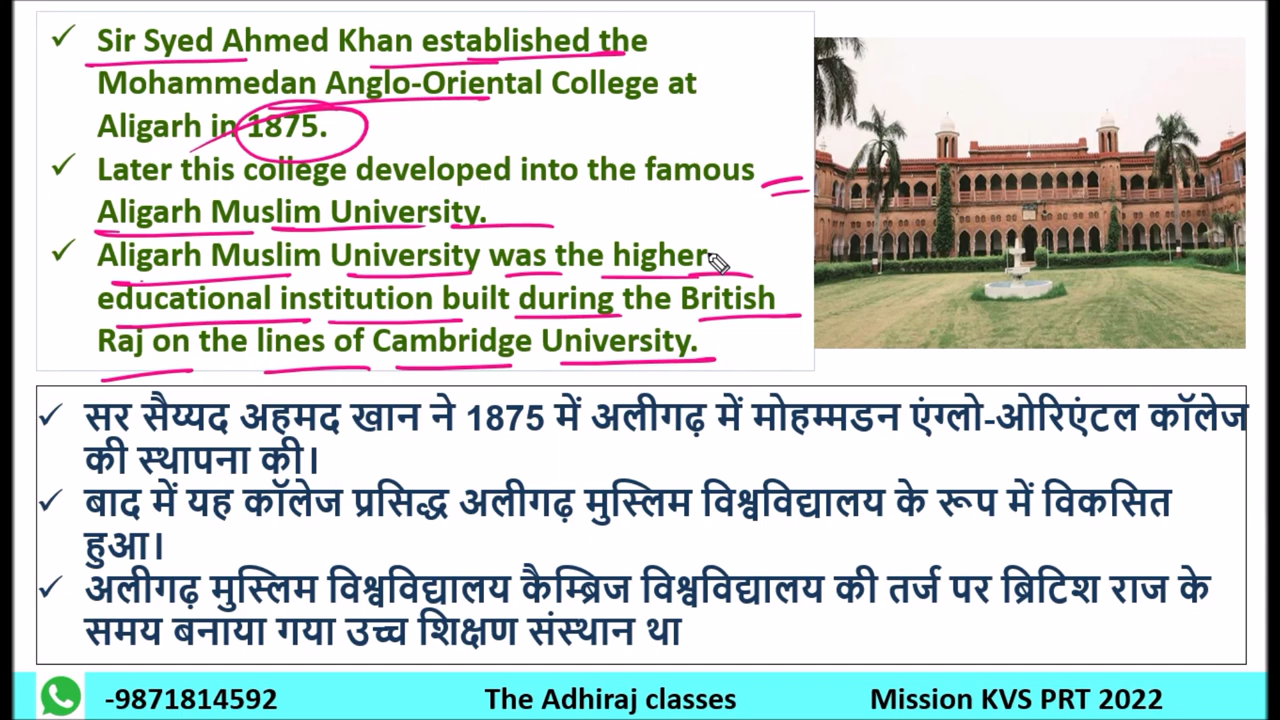 ✓ Sir Syed Ahmed Khan established the
Mohammedan Anglo-Oriental College at
Aligarh in 1875.
✓ Later this college developed into the famous
Aligarh Muslim University.
✓ Aligarh Muslim University was the higher
educational institution built during the British
Raj on the lines of Cambridge University.
✓ सर सैय्यद अहमद खान ने 1875 में अलीगढ़ में मोहम्मडन एंग्लो-ओरिएंटल कॉलेज
की स्थापना की।
✓ बाद में यह कॉलेज प्रसिद्ध अलीगढ़ मुस्लिम विश्वविद्यालय के रूप में विकसित
हुआ।
✓ अलीगढ़ मुस्लिम विश्वविद्यालय कैम्ब्रिज विश्वविद्यालय की तर्ज पर ब्रिटिश राज के
समय बनाया गया उच्च शिक्षण संस्थान था
-9871814592 The Adhiraj classes Mission KVS PRT 2022